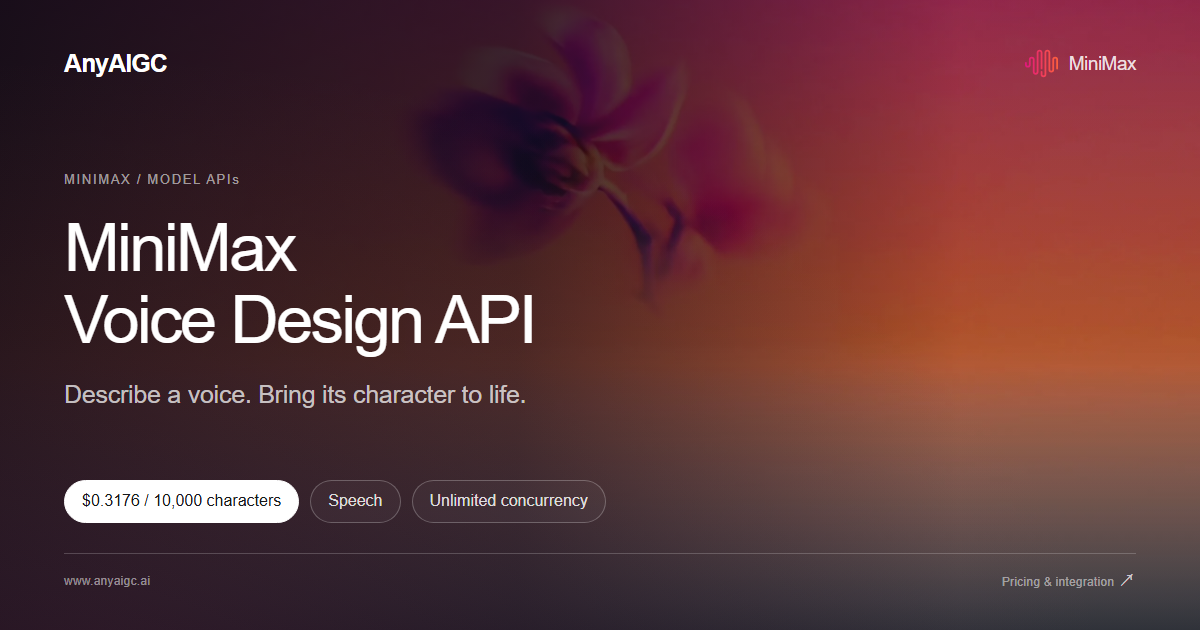 AnyAIGC
MiniMax
MINIMAX / MODEL APIs
MiniMax
Voice Design API
Describe a voice. Bring its character to life.
$0.3176 / 10,000 characters
Speech
Unlimited concurrency
www.anyaigc.ai
Pricing & integration ↗